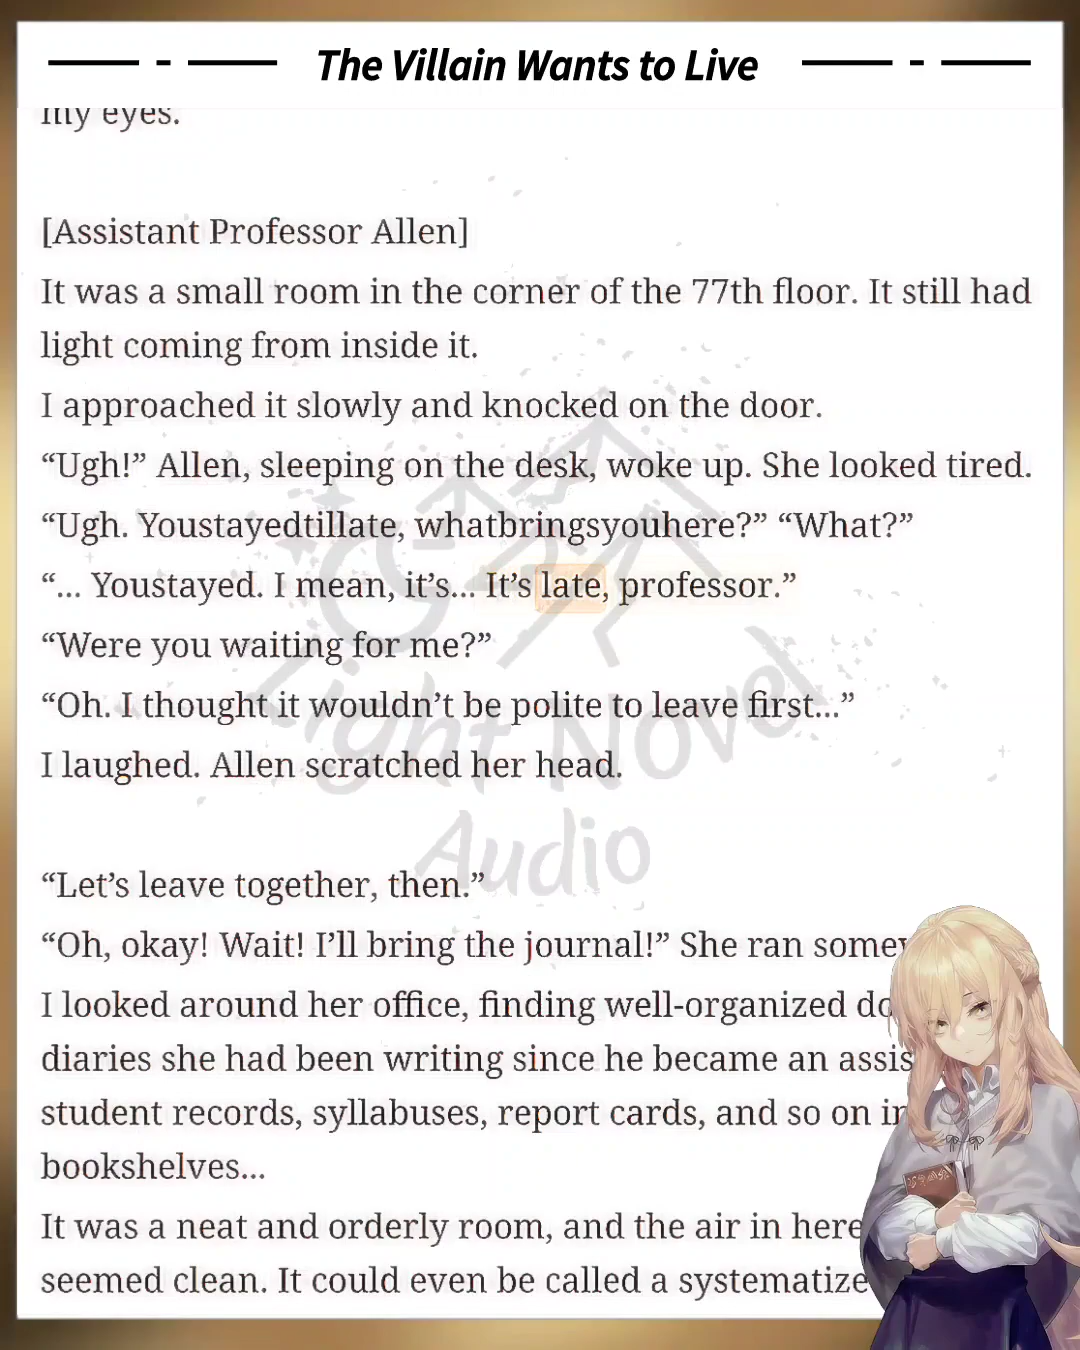 The Villain Wants to Live
my eyes.
[Assistant Professor Allen]
It was a small room in the corner of the 77th floor. It still had
light coming from inside it.
I approached it slowly and knocked on the door.
“Ugh!” Allen, sleeping on the desk, woke up. She looked tired.
“Ugh. Youstayedtillate, whatbringsyouhere?” “What?”
“... Youstayed. I mean, it’s... It’s late, professor.”
“Were you waiting for me?”
“Oh. I thought it wouldn’t be polite to leave first...”
I laughed. Allen scratched her head.
Light Novel
Audio
“Let’s leave together, then.”
“Oh, okay! Wait! I’ll bring the journal!” She ran
I looked around her office, finding well-organized
diaries she had been writing since he became an
student records, syllabuses, report cards, and so on
bookshelves...
It was a neat and orderly room, and the air in here
seemed clean. It could even be called a